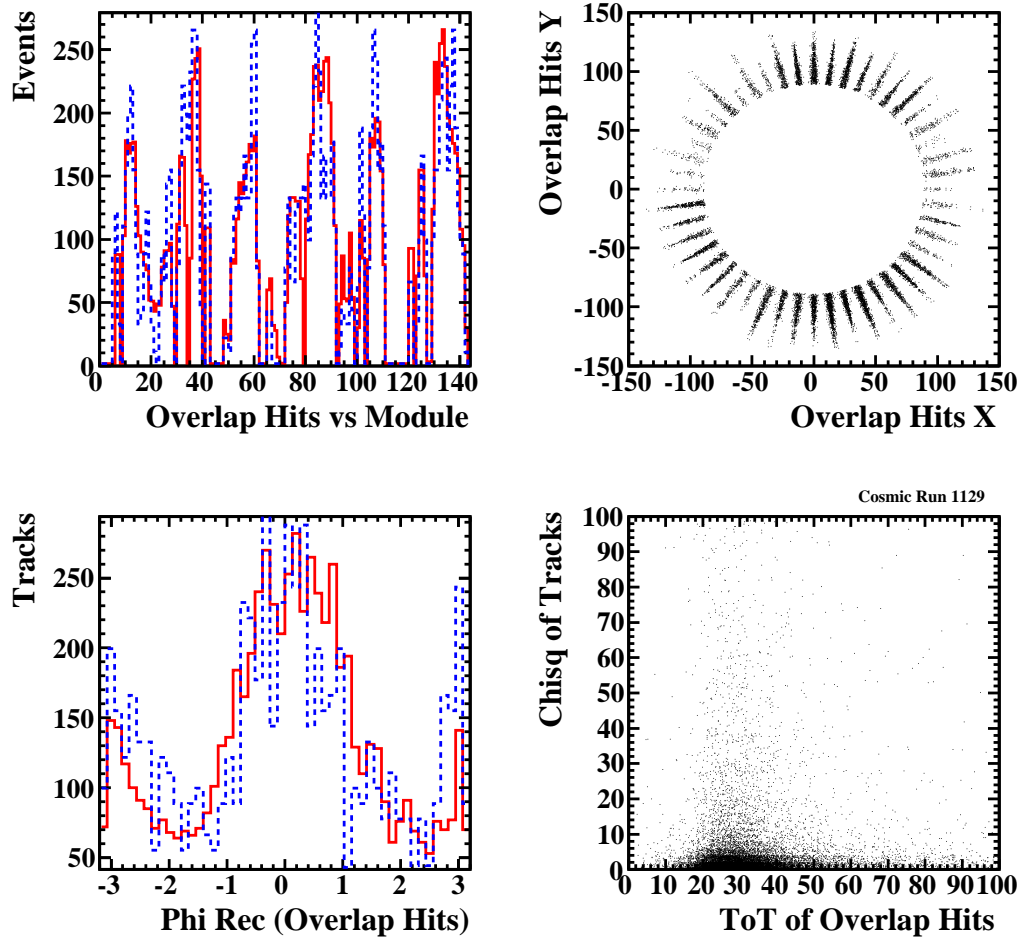 Events
250
200
150
100
50
0
0 20 40 60 80 100 120 140
Overlap Hits vs Module
Overlap Hits Y
150
100
50
0
-50
-100
-150
-150 -100 -50 0 50 100 150
Overlap Hits X
Tracks
250
200
150
100
50
-3 -2 -1 0 1 2 3
Phi Rec (Overlap Hits)
Cosmic Run 1129
Chisq of Tracks
100
90
80
70
60
50
40
30
20
10
0
0 10 20 30 40 50 60 70 80 90 100
ToT of Overlap Hits